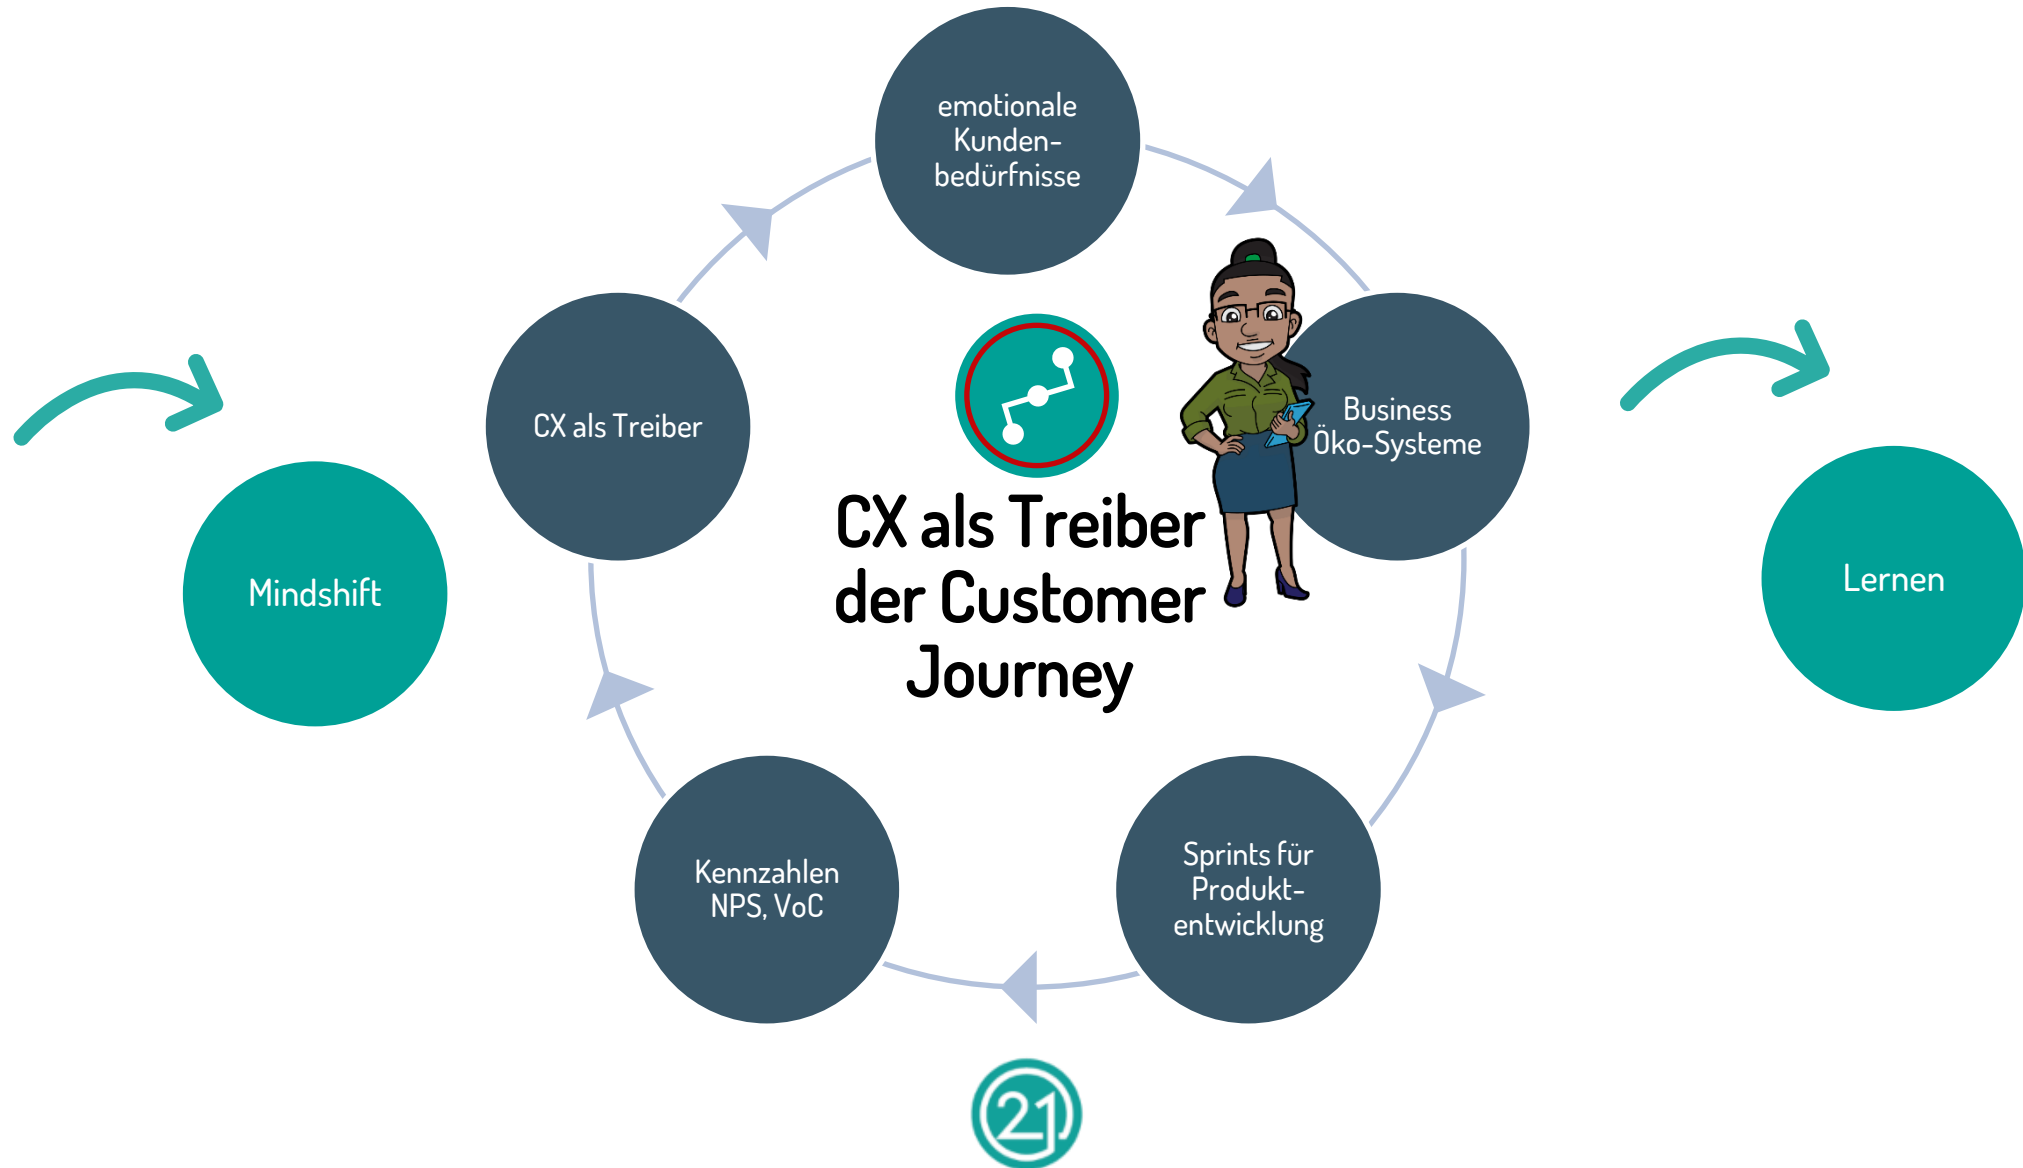 emotionale
Kunden-
bedürfnisse
CX als Treiber
Business
Öko-Systeme
Mindshift
CX als Treiber
der Customer
Journey
Lernen
Kennzahlen
NPS, VoC
Sprints für
Produkt-
entwicklung
21